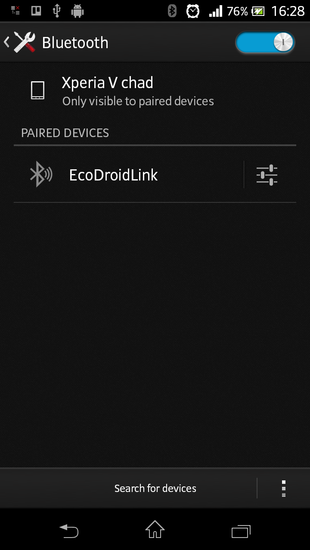 76% 16:28
Bluetooth
Xperia V chad
Only visible to paired devices
PAIRED DEVICES
EcoDroidLink
Search for devices